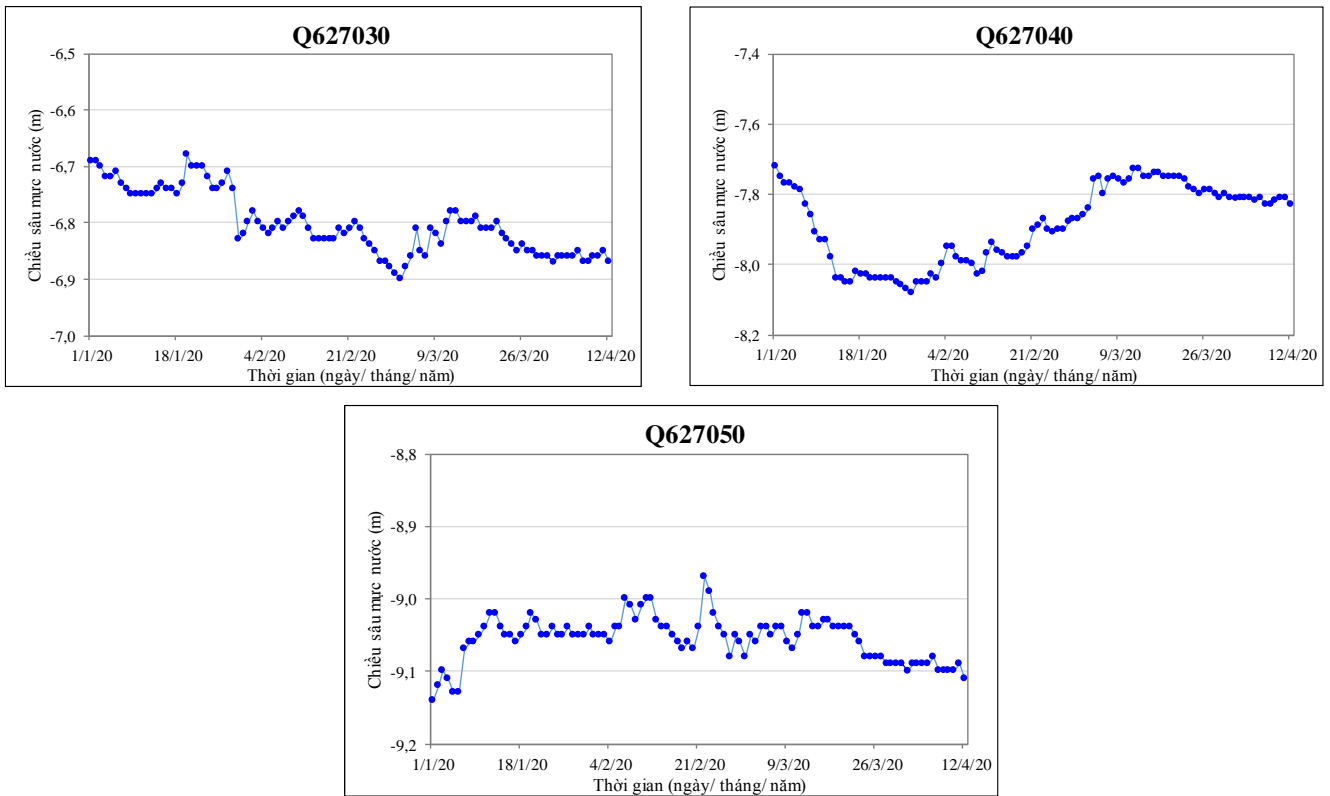 Q627030
-6,5
-6,6
-6,7
-6,8
-6,9
-7,0
Chiều sâu mực nước (m)
1/1/20 18/1/20 4/2/20 21/2/20 9/3/20 26/3/20 12/4/20
Thời gian (ngày/ tháng/ năm)
Q627040
-7,4
-7,6
-7,8
-8,0
-8,2
Chiều sâu mực nước (m)
1/1/20 18/1/20 4/2/20 21/2/20 9/3/20 26/3/20 12/4/20
Thời gian (ngày/ tháng/ năm)
Q627050
-8,8
-8,9
-9,0
-9,1
-9,2
Chiều sâu mực nước (m)
1/1/20 18/1/20 4/2/20 21/2/20 9/3/20 26/3/20 12/4/20
Thời gian (ngày/ tháng/ năm)